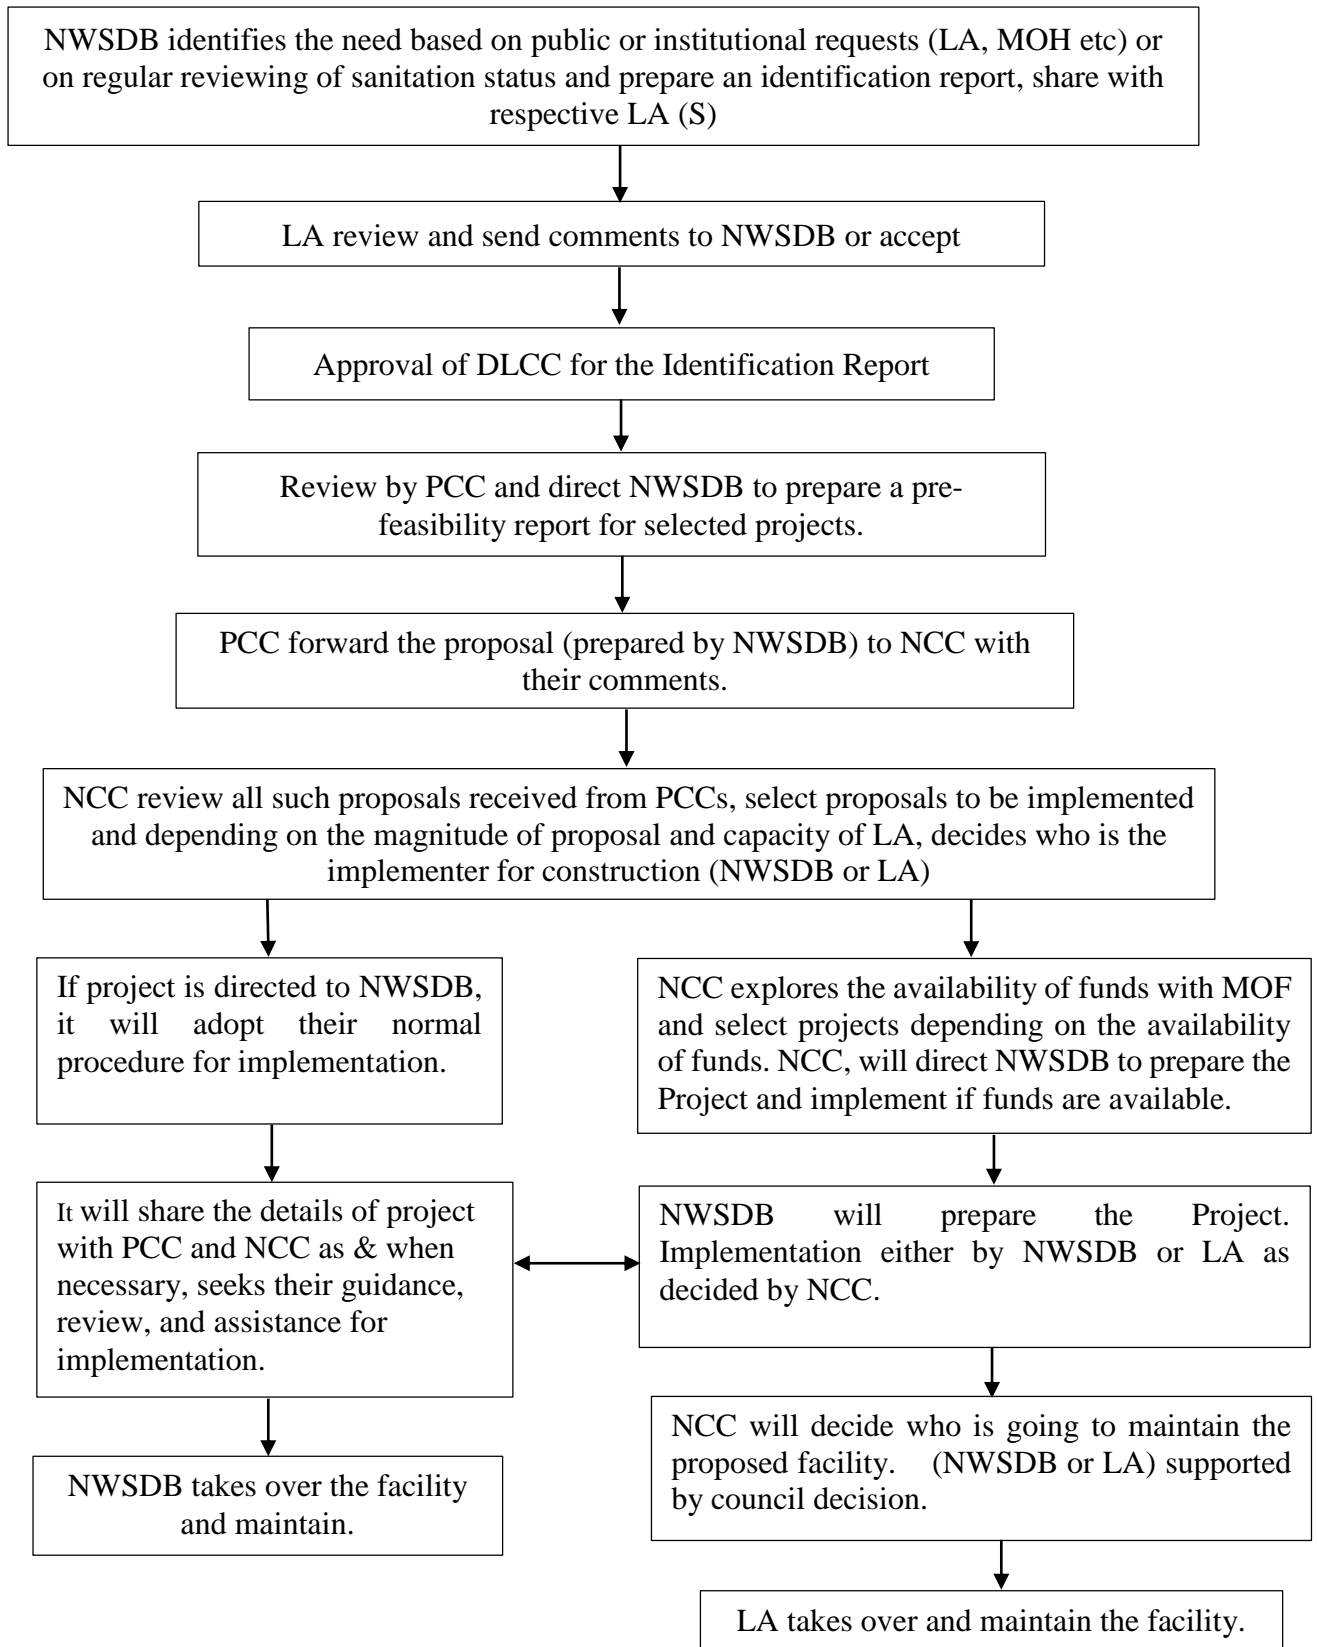 NWSDB identifies the need based on public or institutional requests (LA, MOH etc) or
on regular reviewing of sanitation status and prepare an identification report, share with
respective LA (S)
LA review and send comments to NWSDB or accept
Approval of DLCC for the Identification Report
Review by PCC and direct NWSDB to prepare a pre-
feasibility report for selected projects.
PCC forward the proposal (prepared by NWSDB) to NCC with
their comments.
NCC review all such proposals received from PCCs, select proposals to be implemented
and depending on the magnitude of proposal and capacity of LA, decides who is the
implementer for construction (NWSDB or LA)
If project is directed to NWSDB,
it will adopt their normal
procedure for implementation.
It will share the details of project
with PCC and NCC as & when
necessary, seeks their guidance,
review, and assistance for
implementation.
NWSDB takes over the facility
and maintain.
NCC explores the availability of funds with MOF
and select projects depending on the availability
of funds. NCC, will direct NWSDB to prepare the
Project and implement if funds are available.
NWSDB will prepare the Project.
Implementation either by NWSDB or LA as
decided by NCC.
NCC will decide who is going to maintain the
proposed facility. (NWSDB or LA) supported
by council decision.
LA takes over and maintain the facility.